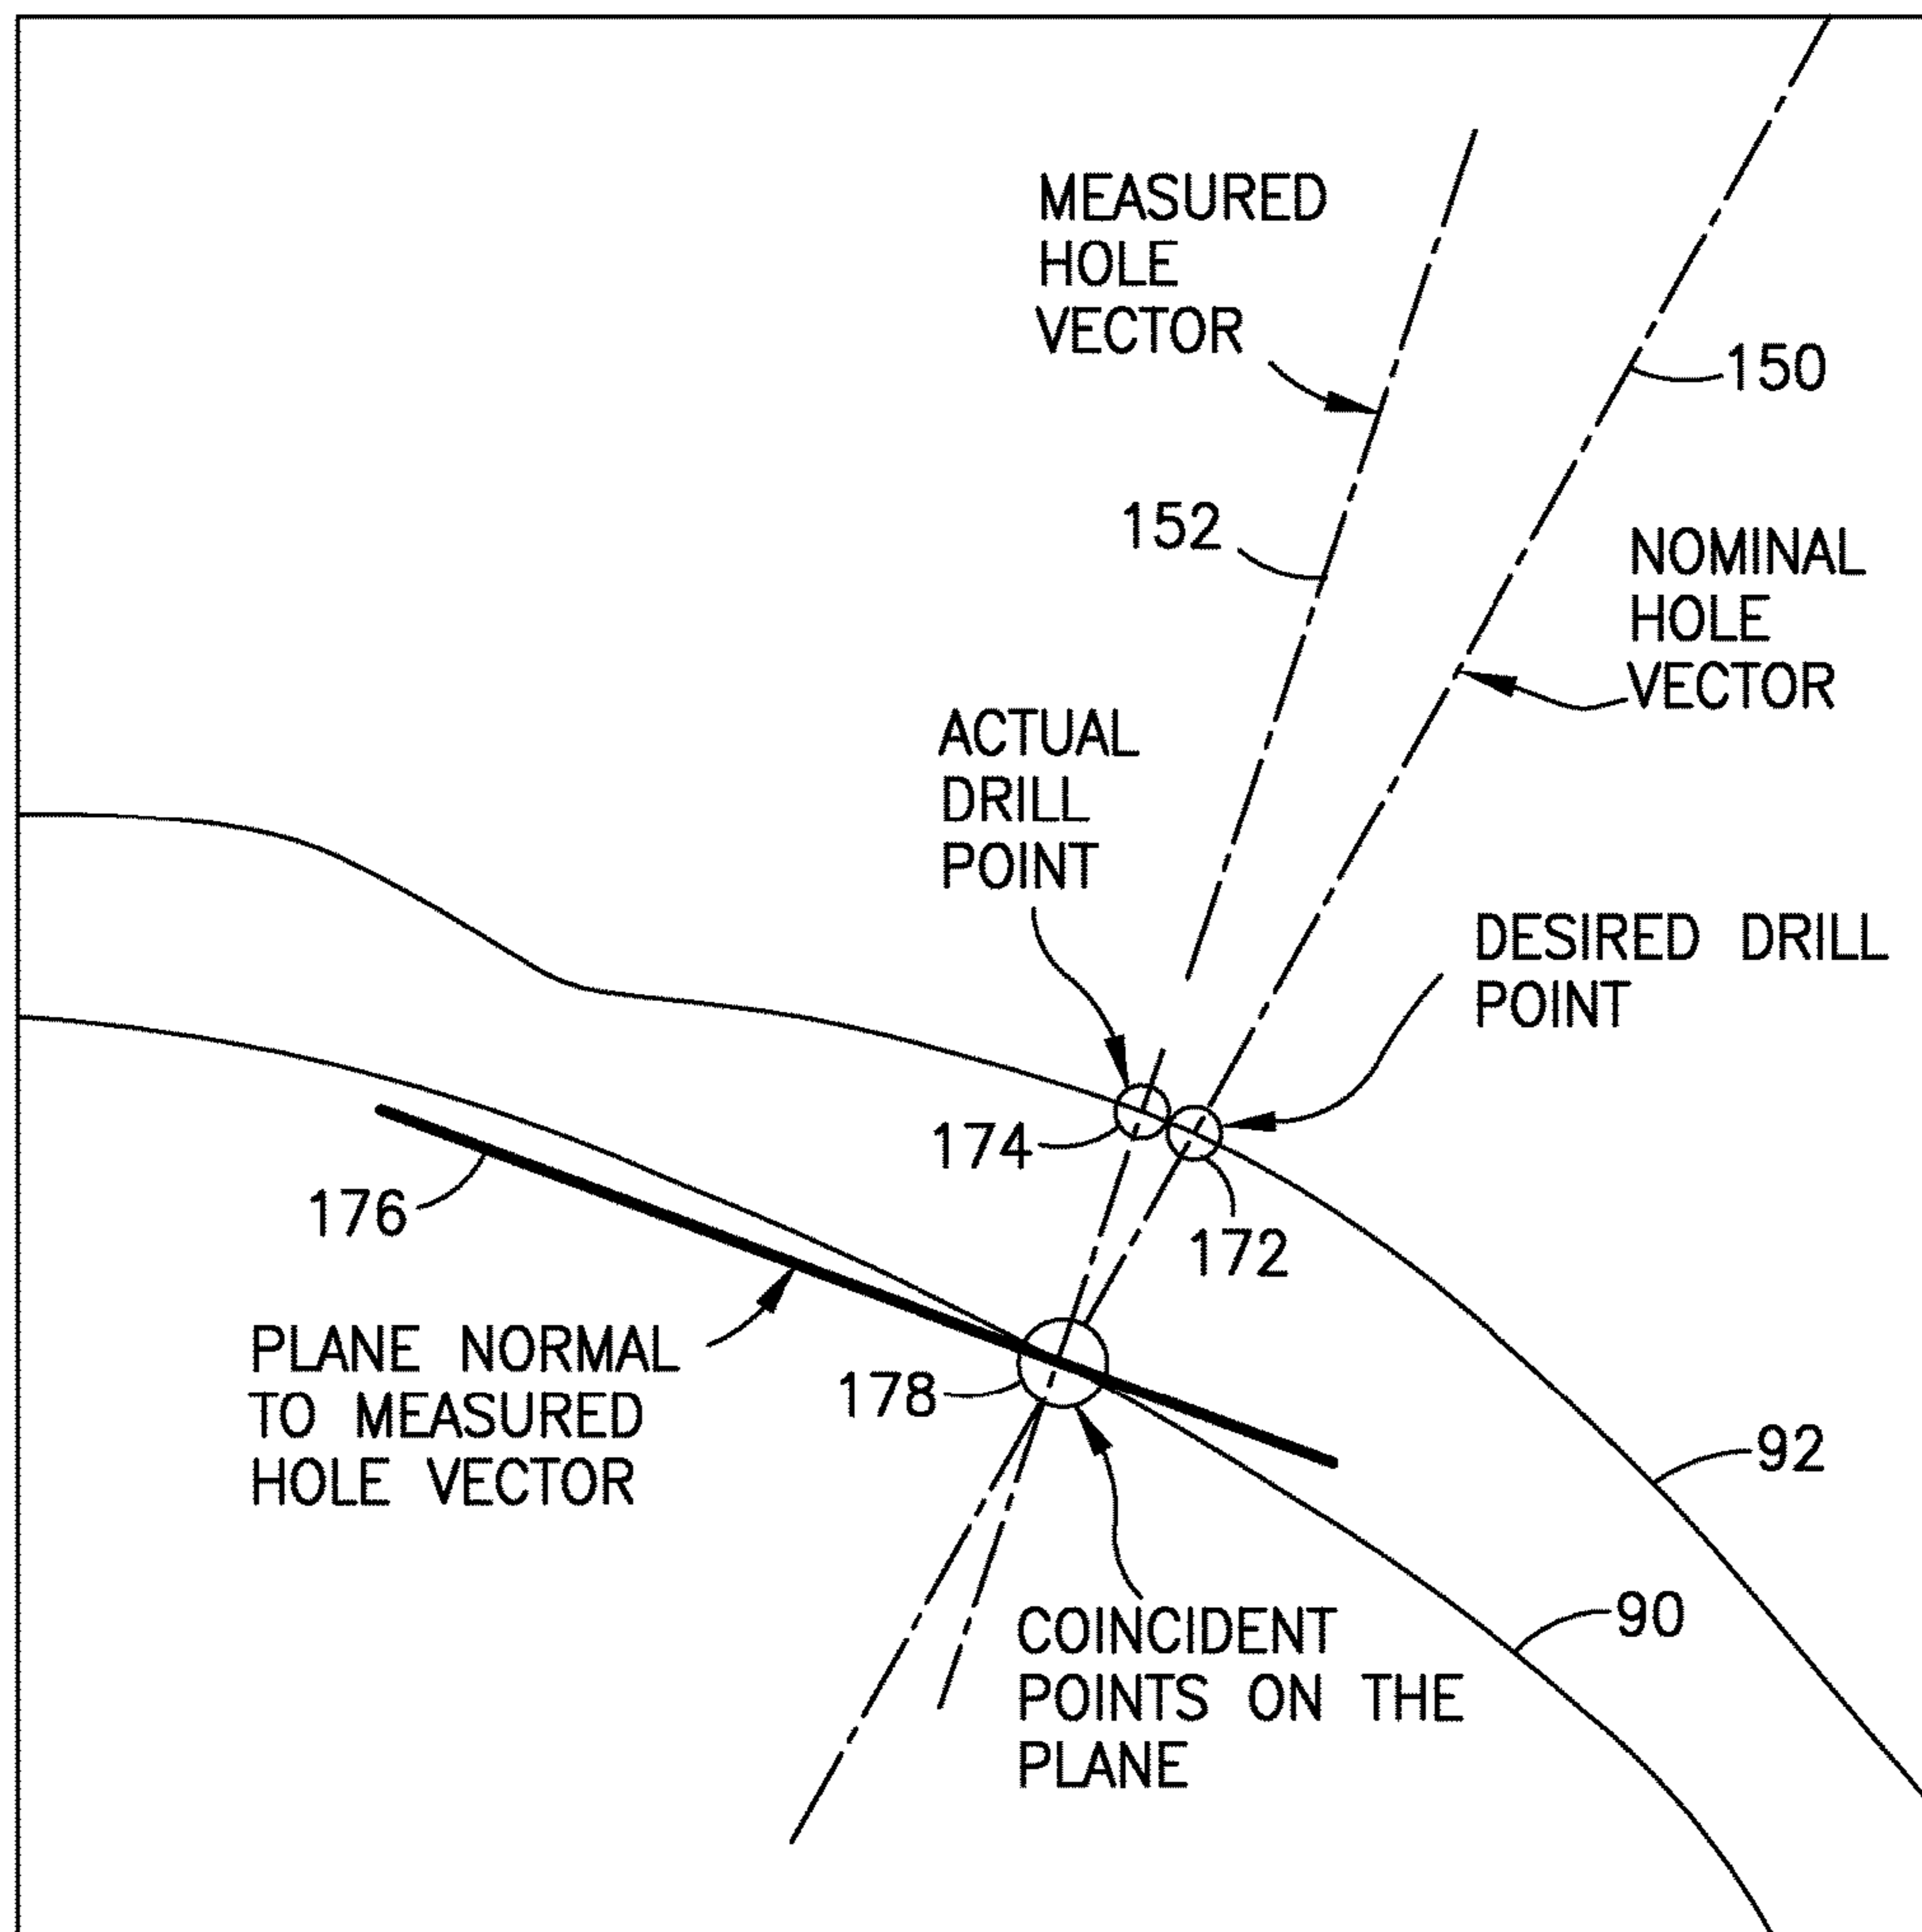 MEASURED
HOLE
VECTOR
150
152
NOMINAL
HOLE
VECTOR
ACTUAL
DRILL
POINT
DESIRED DRILL
POINT
174
176
172
PLANE NORMAL
TO MEASURED
HOLE VECTOR
178
92
90
COINCIDENT
POINTS ON THE
PLANE